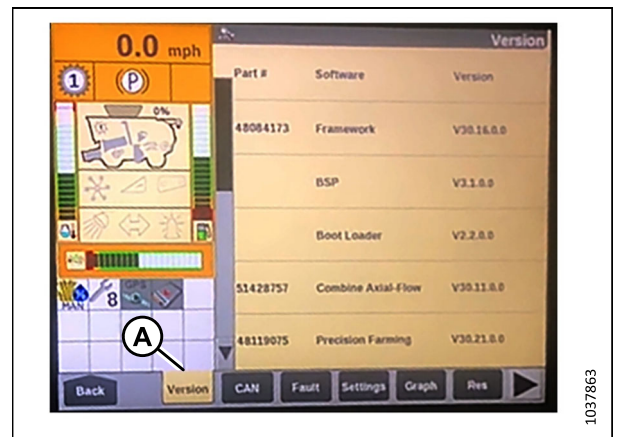 0.0 mph
Version
1
(P)
Part # Software Version
0%
48084173 Framework V30.16.0.0
BSP V3.1.0.0
Boot Loader V2.2.0.0
51428757 Combine Axial-Flow V30.11.0.0
MAN
8
GPS
48119075 Precision Farming V30.21.0.0
A
Back
Version
CAN
Fault
Settings
Graph
Res
1037863